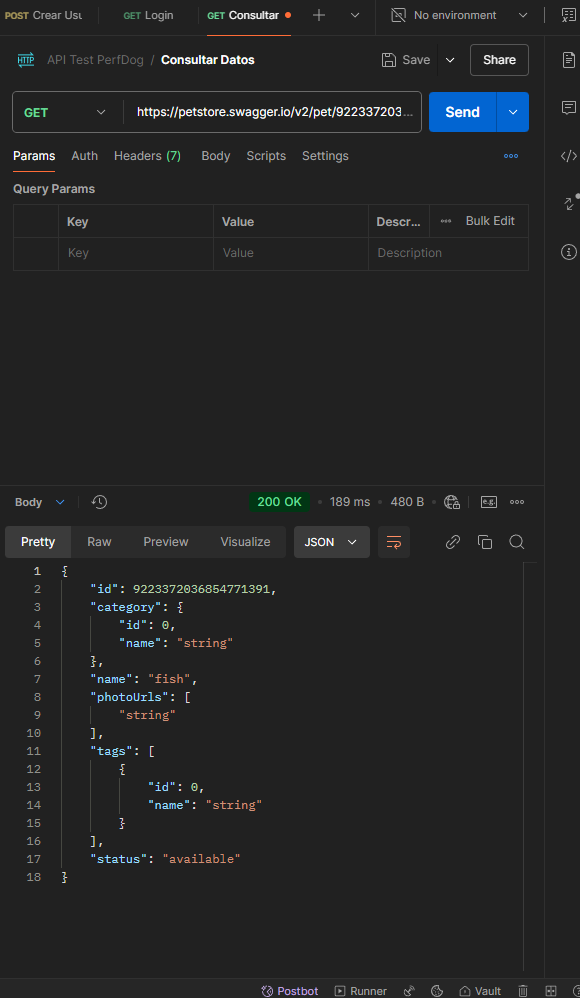 POST Crear Usu GET Login GET Consultar No environment
HTTP API Test PerfDog / Consultar Datos Save Share
GET https://petstore.swagger.io/v2/pet/922337203... Send
Params Auth Headers (7) Body Scripts Settings
Query Params
Key Value Descr... Bulk Edit
Key Value Description
Body 200 OK 189 ms 480 B e.g.
Pretty Raw Preview Visualize JSON
1 {
2 "id": 9223372036854771391,
3 "category": {
4 "id": 0,
5 "name": "string"
6 },
7 "name": "fish",
8 "photoUrls": [
9 "string"
10 ],
11 "tags": [
12 {
13 "id": 0,
14 "name": "string"
15 }
16 ],
17 "status": "available"
18 }
Postbot Runner Vault